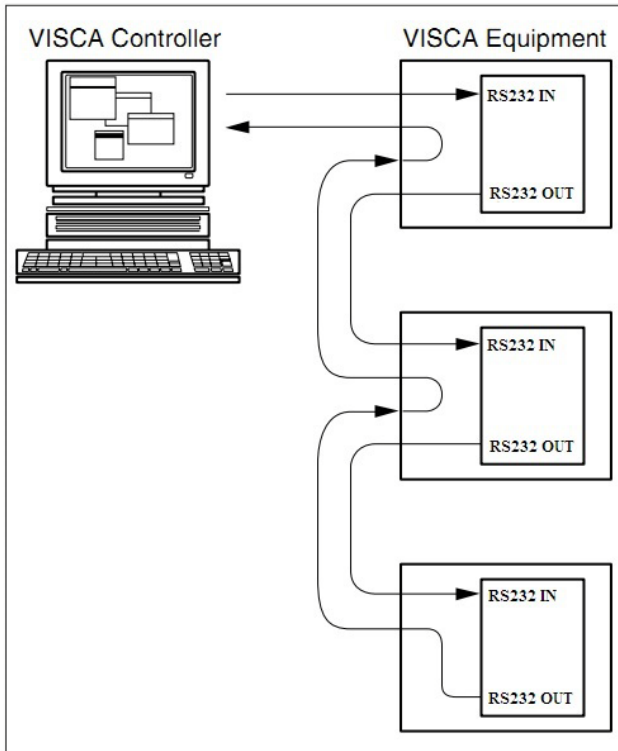 VISCA Controller
VISCA Equipment
RS232 IN
RS232 OUT
RS232 IN
RS232 OUT
RS232 IN
RS232 OUT